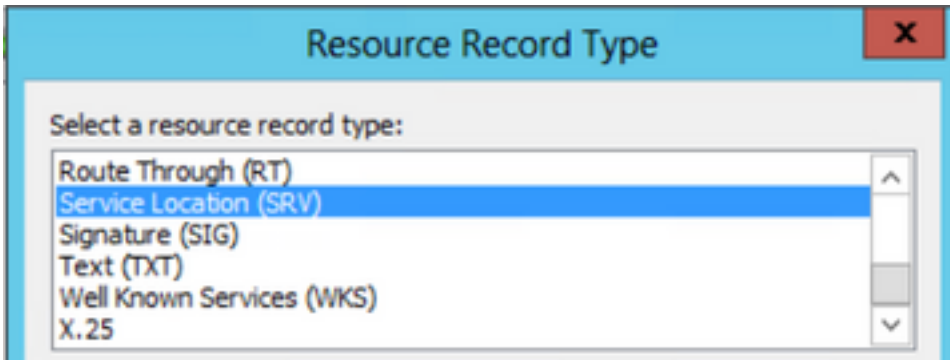 Resource Record Type
x
Select a resource record type:
Route Through (RT)
Service Location (SRV)
Signature (SIG)
Text (TXT)
Well Known Services (WKS)
X.25